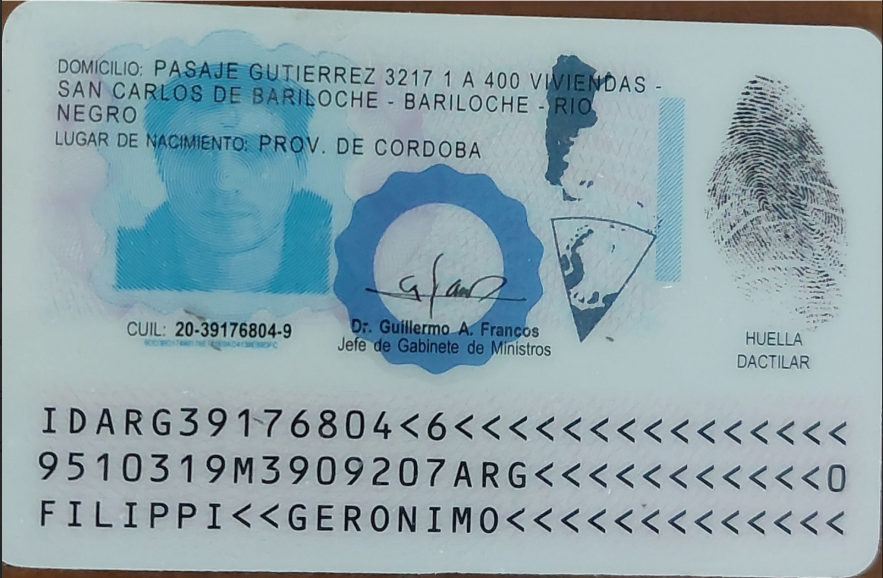 DOMICILIO: PASAJE GUTIERREZ 3217 1 A 400 VIVIENDAS -
SAN CARLOS DE BARILOCHE - BARILOCHE - RIO
NEGRO
LUGAR DE NACIMIENTO: PROV. DE CORDOBA
CUIL: 20-39176804-9
Dr. Guillermo A. Francos
Jefe de Gabinete de Ministros
HUELLA
DACTILAR
IDARG39176804<6<<<<<<<<<<<<<<<
9510319M3909207ARG<<<<<<<<<<<0
FILIPPI<<GERONIMO<<<<<<<<<<<<<